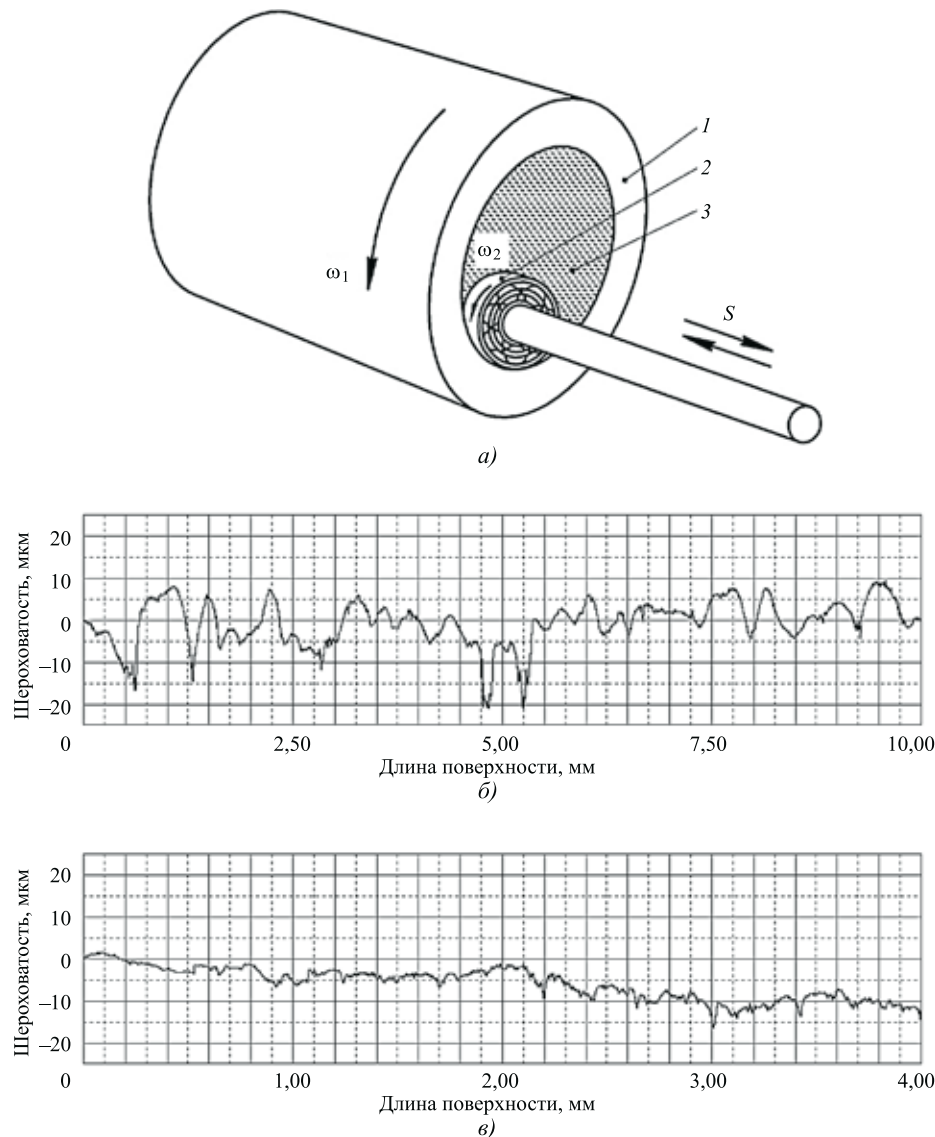 1
2
3
ω2
ω1
S
а)
Шероховатость, мкм
20
10
0
–10
–20
0 2,50 5,00 7,50 10,00
Длина поверхности, мм
б)
Шероховатость, мкм
20
10
0
–10
–20
0 1,00 2,00 3,00 4,00
Длина поверхности, мм
в)